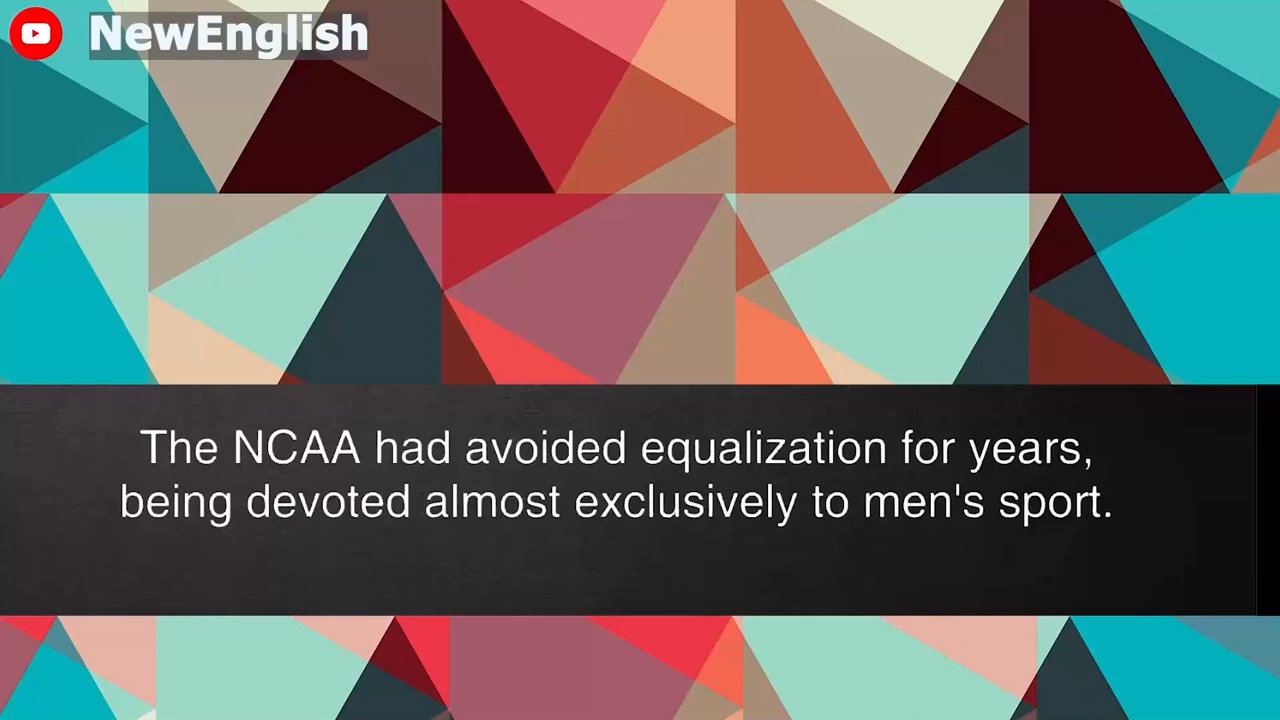 NewEnglish
The NCAA had avoided equalization for years,
being devoted almost exclusively to men's sport.